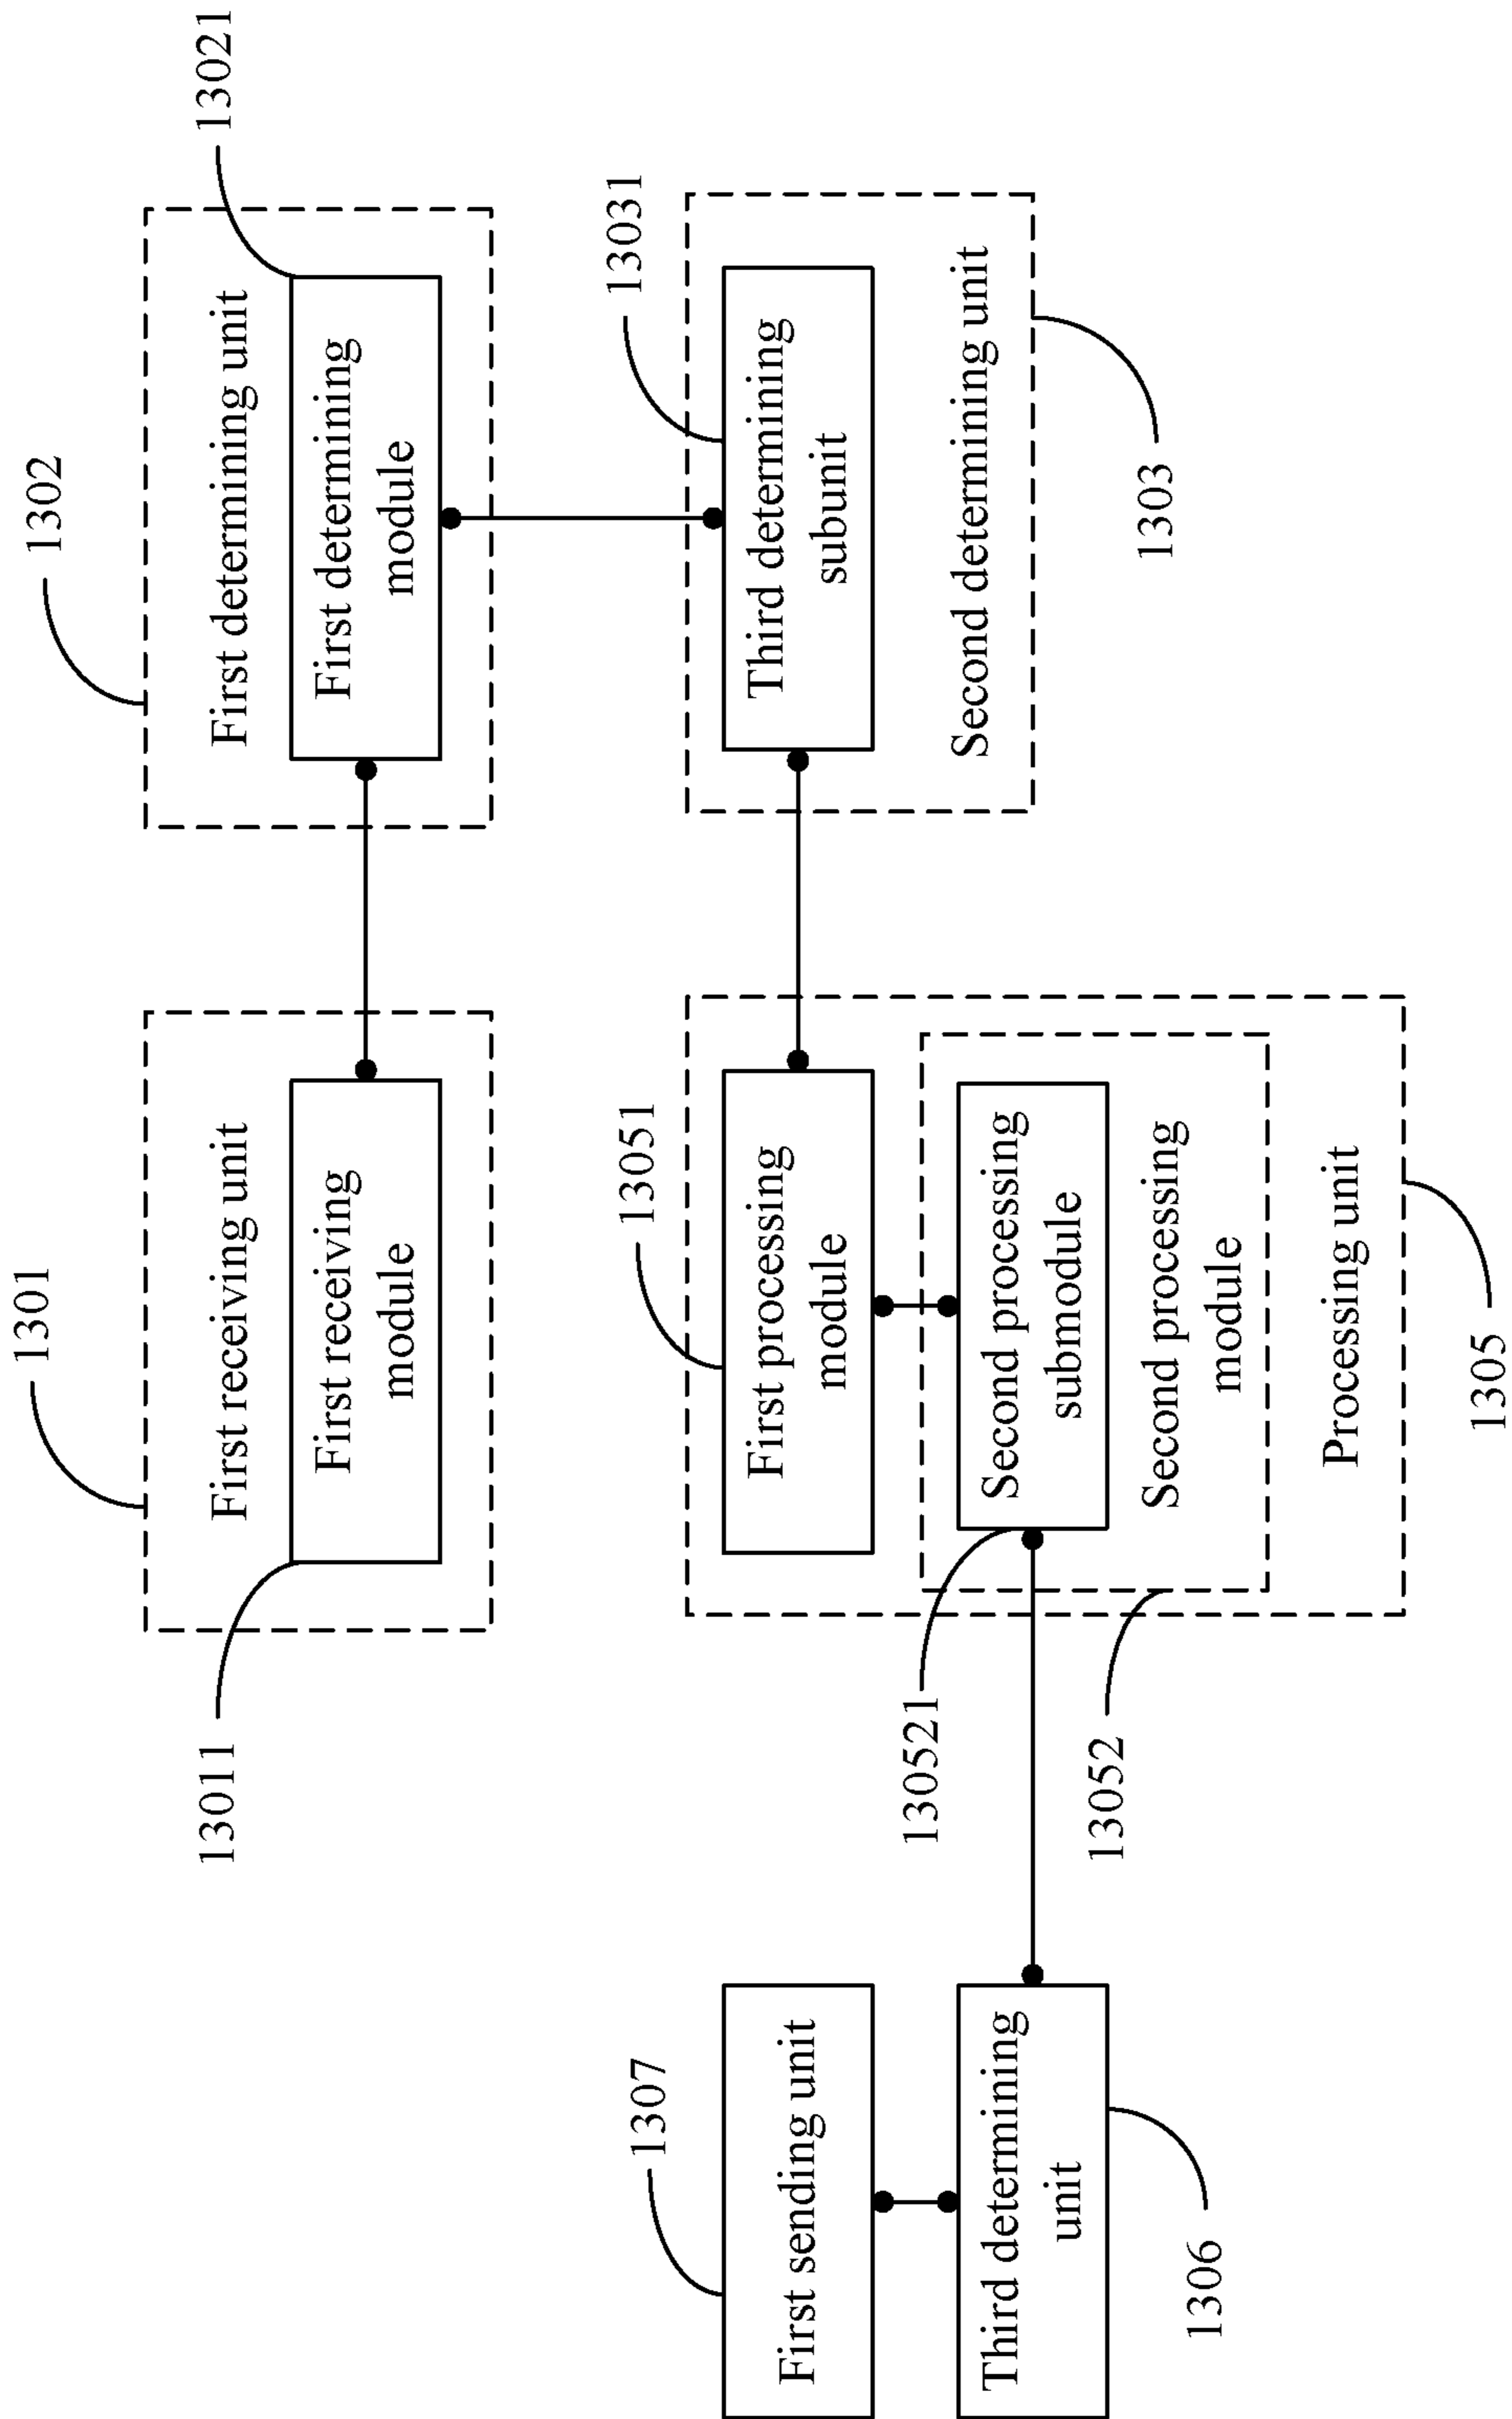 1301
First receiving unit
First receiving
module
13011
1302
First determining unit
First determining
module
13021
1307
First sending unit
Third determining
unit
1306
13051
First processing
module
Second processing
submodule
Second processing
module
Processing unit
130521
13052
1305
13031
Third determining
subunit
Second determining unit
1303